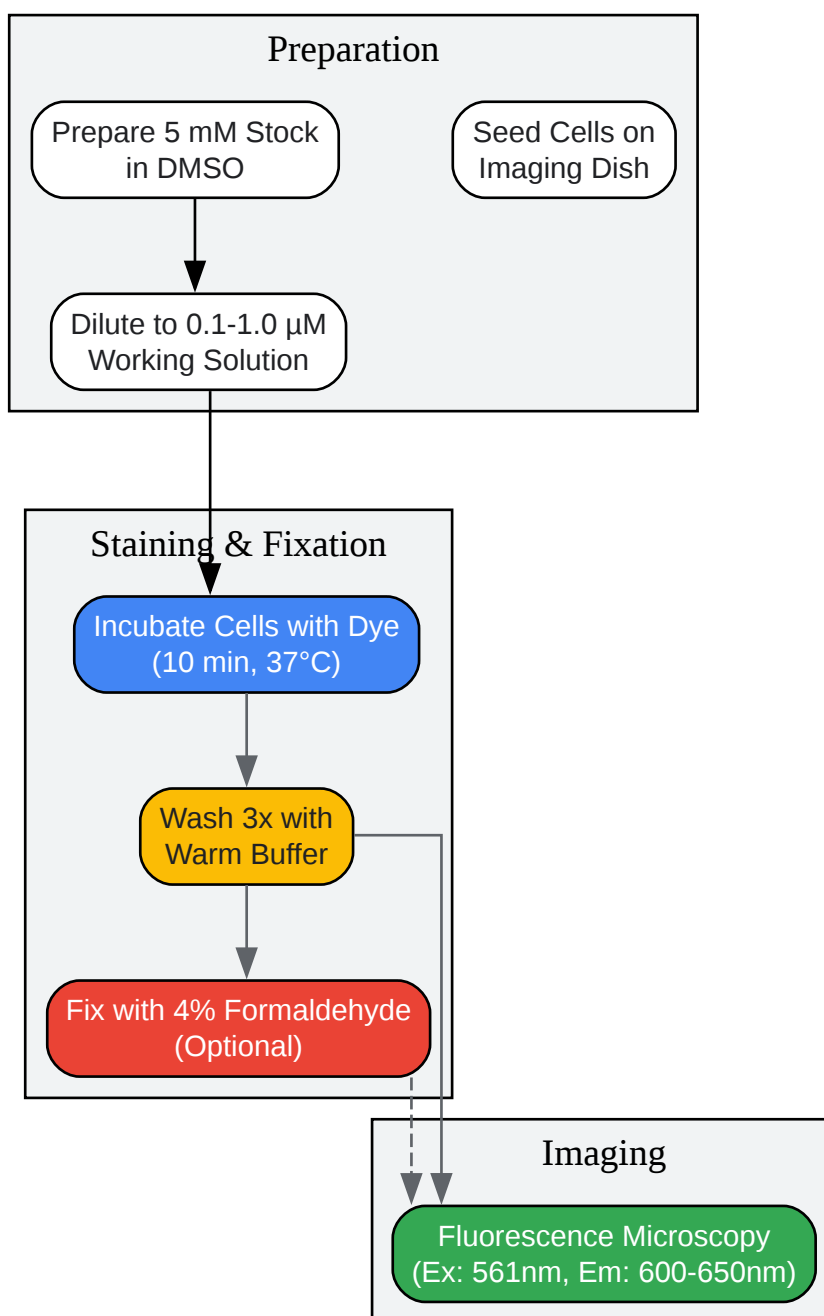 Preparation
Prepare 5 mM Stock
in DMSO
Seed Cells on
Imaging Dish
Dilute to 0.1-1.0 µM
Working Solution
Staining & Fixation
Incubate Cells with Dye
(10 min, 37°C)
Wash 3x with
Warm Buffer
Fix with 4% Formaldehyde
(Optional)
Imaging
Fluorescence Microscopy
(Ex: 561nm, Em: 600-650nm)